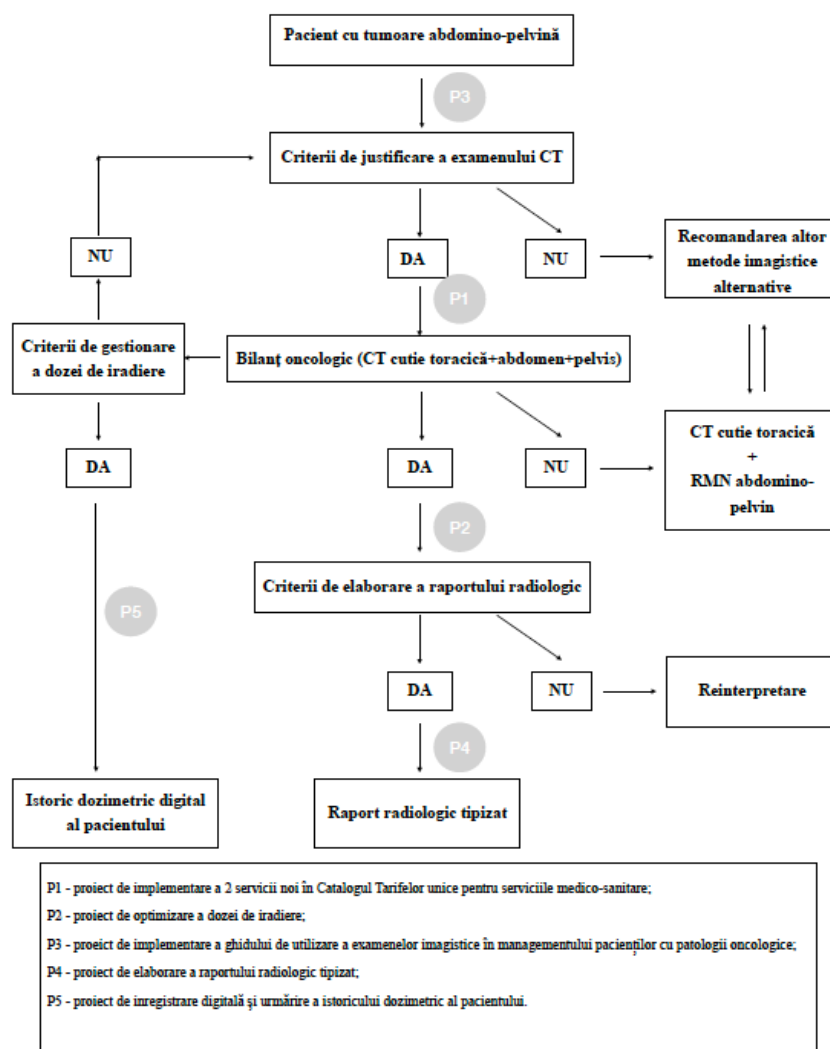 Pacient cu tumoare abdomino-pelvină
P3
Criterii de justificare a examenului CT
NU
DA
NU
Recomandarea altor
metode imagistice
alternative
P1
Criterii de gestionare
a dozei de iradiere
Bilanț oncologic (CT cutie toracică+abdomen+pelvis)
DA
DA
NU
CT cutie toracică
+
RMN abdomino-
pelvin
P2
Criterii de elaborare a raportului radiologic
P5
DA
NU
Reinterpretare
P4
Istoric dozimetric digital
al pacientului
Raport radiologic tipizat
P1 - proiect de implementare a 2 servicii noi în Catalogul Tarifelor unice pentru serviciile medico-sanitare;
P2 - proiect de optimizare a dozei de iradiere;
P3 - proeict de implementare a ghidului de utilizare a examenelor imagistice în managementului pacienților cu patologii oncologice;
P4 - proiect de elaborare a raportului radiologic tipizat;
P5 - proiect de inregistrare digitală și urmărire a istoricului dozimetric al pacientului.